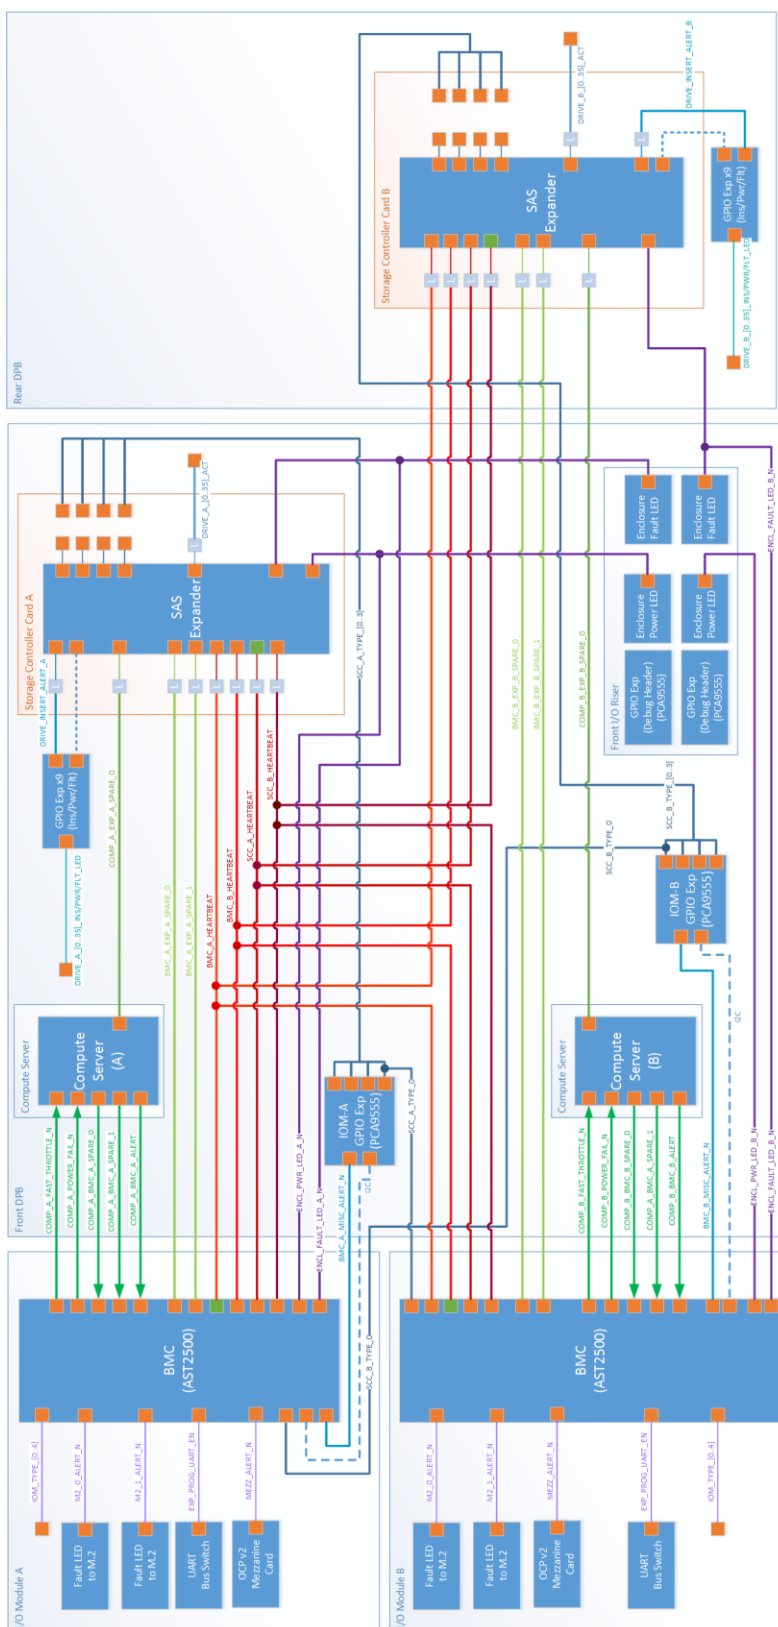 Rear DPB
Storage Controller Card B
SAS
Expander
DRIVE_B_[0..35]_ACT
DRIVE_INSERT_ALERT_B
GPIO Exp x9
(Ins/Pwr/Flt)
DRIVE_B_[0..35]_INS/PWR/FLT_LED
L
L
L
L
L
L
L
L
L
Front DPB
Storage Controller Card A
SAS
Expander
DRIVE_A_[0..35]_ACT
DRIVE_INSERT_ALERT_A
L
L
L
L
L
L
L
L
L
GPIO Exp x9
(Ins/Pwr/Flt)
DRIVE_A_[0..35]_INS/PWR/FLT_LED
COMP_A_EXP_A_SPARE_0
BMC_A_EXP_A_SPARE_0
BMC_A_EXP_A_SPARE_1
BMC_A_HEARTBEAT
BMC_B_HEARTBEAT
SCC_A_HEARTBEAT
SCC_B_HEARTBEAT
SCC_A_TYPE_[0..3]
BMC_B_EXP_B_SPARE_0
BMC_B_EXP_B_SPARE_1
COMP_B_EXP_B_SPARE_0
Front I/O Riser
Enclosure
Fault LED
Enclosure
Fault LED
Enclosure
Power LED
Enclosure
Power LED
GPIO Exp
(Debug Header)
(PCA9555)
GPIO Exp
(Debug Header)
(PCA9555)
ENCL_FAULT_LED_B_N
SCC_B_TYPE_[0..3]
SCC_B_TYPE_0
IOM-B
GPIO Exp
(PCA9555)
I2C
Compute Server
Compute
Server
(A)
COMP_A_FAST_THROTTLE_N
COMP_A_POWER_FAIL_N
COMP_A_BMC_A_SPARE_0
COMP_A_BMC_A_SPARE_1
COMP_A_BMC_A_ALERT
IOM-A
GPIO Exp
(PCA9555)
I2C
SCC_A_TYPE_0
ENCL_PWR_LED_A_N
ENCL_FAULT_LED_A_N
BMC_A_MISC_ALERT_N
Compute Server
Compute
Server
(B)
COMP_B_FAST_THROTTLE_N
COMP_B_POWER_FAIL_N
COMP_B_BMC_B_SPARE_0
COMP_B_BMC_A_SPARE_1
COMP_B_BMC_B_ALERT
BMC_B_MISC_ALERT_N
ENCL_PWR_LED_B_N
ENCL_FAULT_LED_B_N
I/O Module A
BMC
(AST2500)
SCC_B_TYPE_0
IOM_TYPE_[0..4]
M2_0_ALERT_N
M2_1_ALERT_N
EXP_PROG_UART_EN
MEZZ_ALERT_N
Fault LED
to M.2
Fault LED
to M.2
UART
Bus Switch
OCP v2
Mezzanine
Card
I/O Module B
BMC
(AST2500)
M2_0_ALERT_N
M2_1_ALERT_N
MEZZ_ALERT_N
EXP_PROG_UART_EN
IOM_TYPE_[0..4]
Fault LED
to M.2
Fault LED
to M.2
OCP v2
Mezzanine
Card
UART
Bus Switch